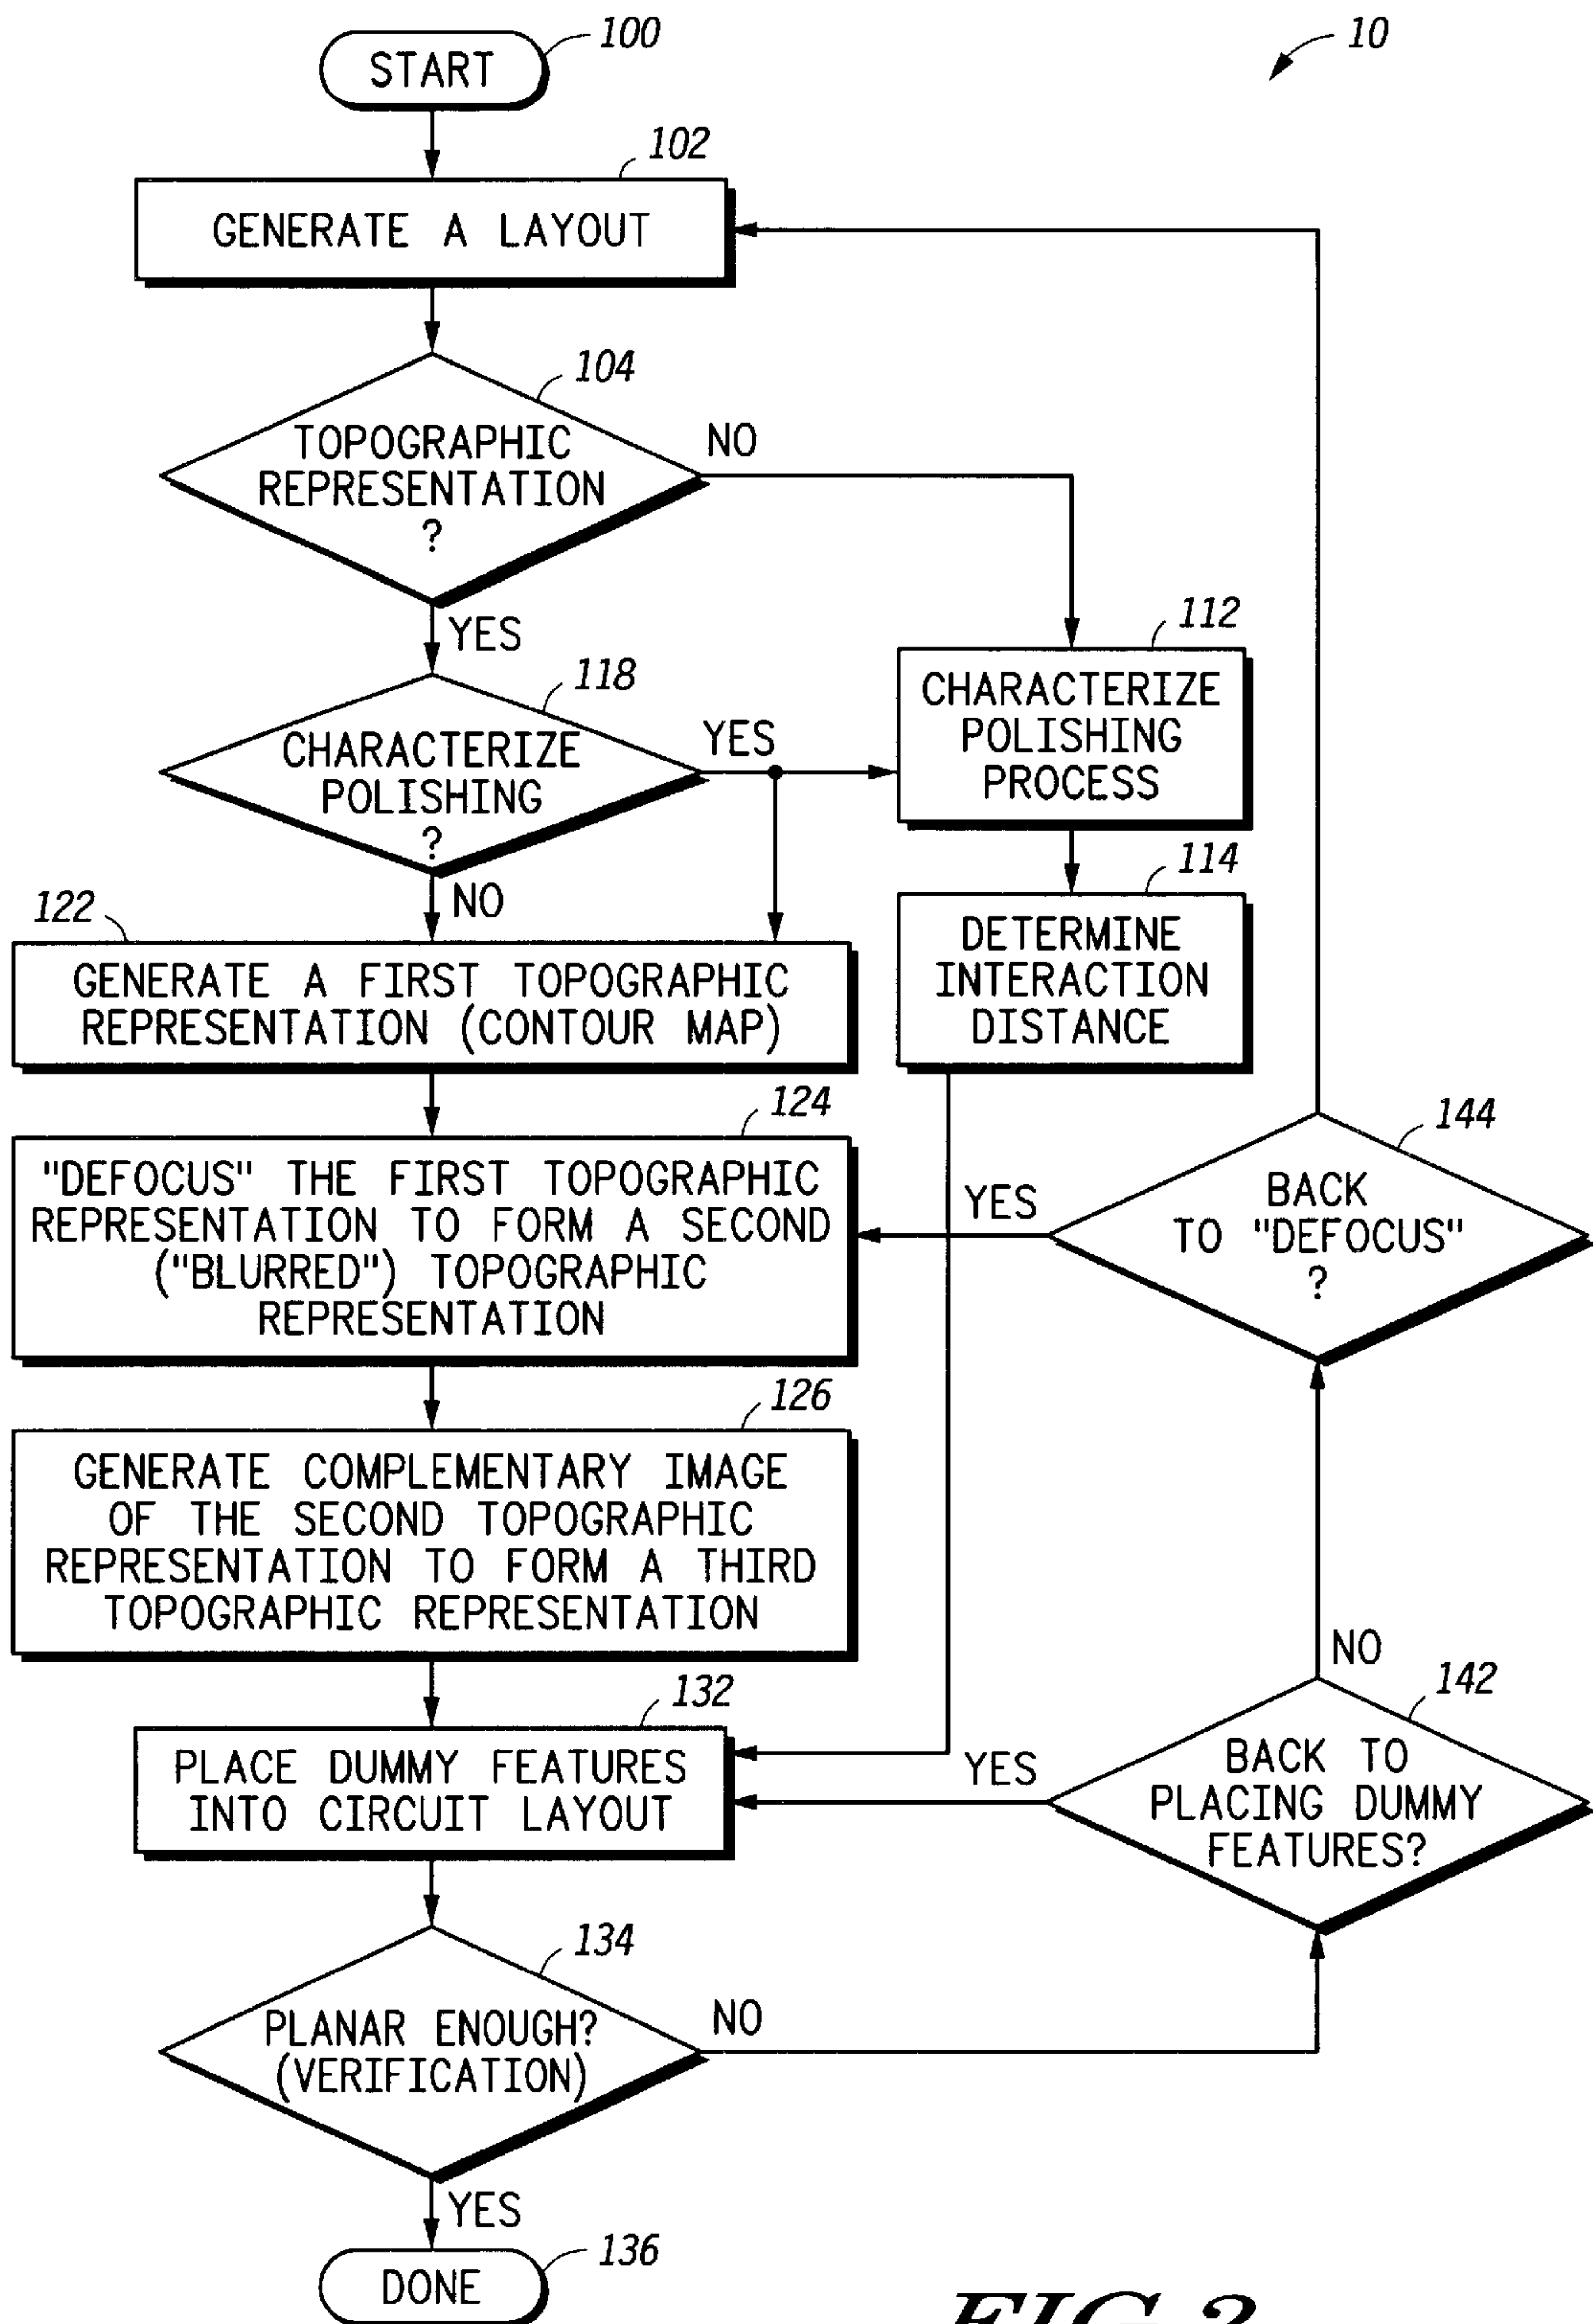 100
10
START
102
GENERATE A LAYOUT
104
TOPOGRAPHIC
REPRESENTATION
?
NO
YES
118
CHARACTERIZE
POLISHING
?
YES
NO
112
CHARACTERIZE
POLISHING
PROCESS
114
DETERMINE
INTERACTION
DISTANCE
122
GENERATE A FIRST TOPOGRAPHIC
REPRESENTATION (CONTOUR MAP)
124
"DEFOCUS" THE FIRST TOPOGRAPHIC
REPRESENTATION TO FORM A SECOND
("BLURRED") TOPOGRAPHIC
REPRESENTATION
144
YES
BACK
TO "DEFOCUS"
?
126
GENERATE COMPLEMENTARY IMAGE
OF THE SECOND TOPOGRAPHIC
REPRESENTATION TO FORM A THIRD
TOPOGRAPHIC REPRESENTATION
NO
142
132
PLACE DUMMY FEATURES
INTO CIRCUIT LAYOUT
YES
BACK TO
PLACING DUMMY
FEATURES?
134
PLANAR ENOUGH?
(VERIFICATION)
NO
YES
136
DONE